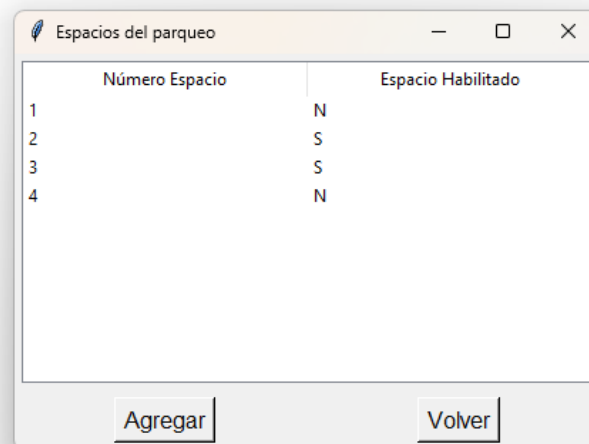 Espacios del parqueo
Número Espacio Espacio Habilitado
1 N
2 S
3 S
4 N
Agregar Volver